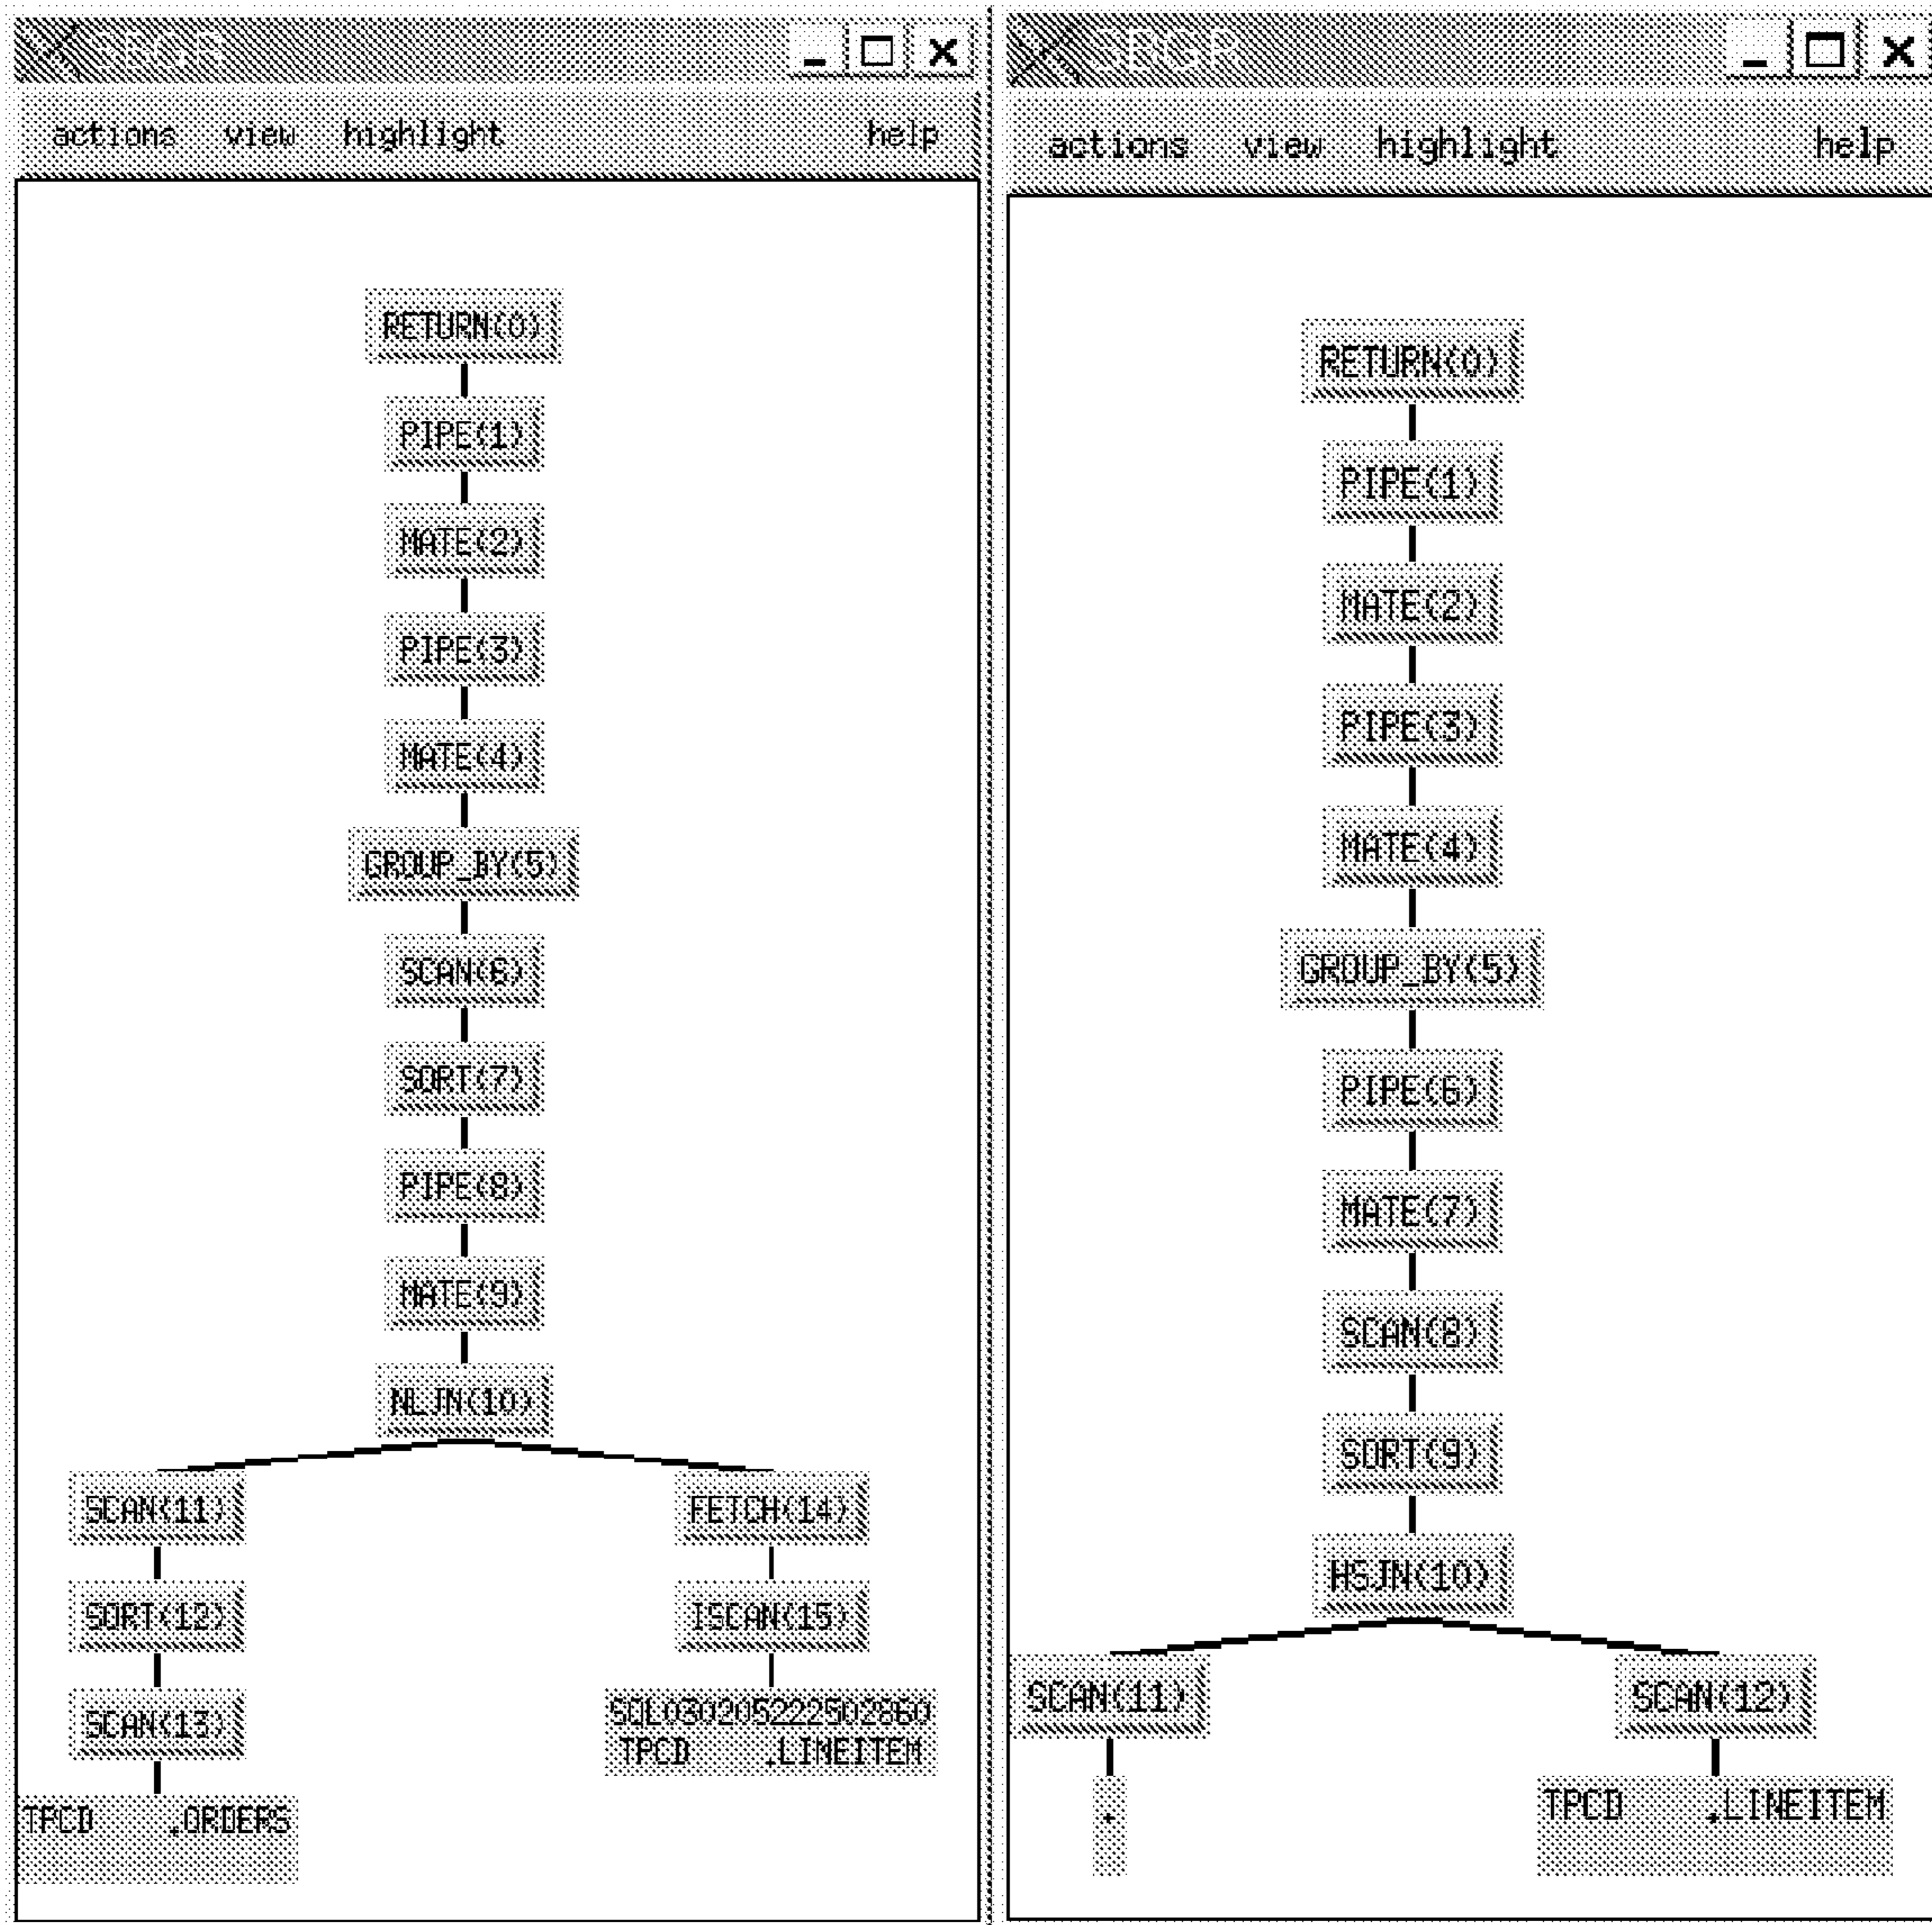 actions view highlight help
RETURN(0)
PIPE(1)
MATE(2)
PIPE(3)
MATE(4)
GROUP_BY(5)
SCAN(6)
SORT(7)
PIPE(8)
MATE(9)
NLJN(10)
SCAN(11) FETCH(14)
SORT(12) ISCAN(15)
SCAN(13) SQL030205222502860
TPCD .LINEITEM
TPCD .ORDERS
actions view highlight help
RETURN(0)
PIPE(1)
MATE(2)
PIPE(3)
MATE(4)
GROUP_BY(5)
PIPE(6)
MATE(7)
SCAN(8)
SORT(9)
HSJN(10)
SCAN(11) SCAN(12)
. TPCD .LINEITEM